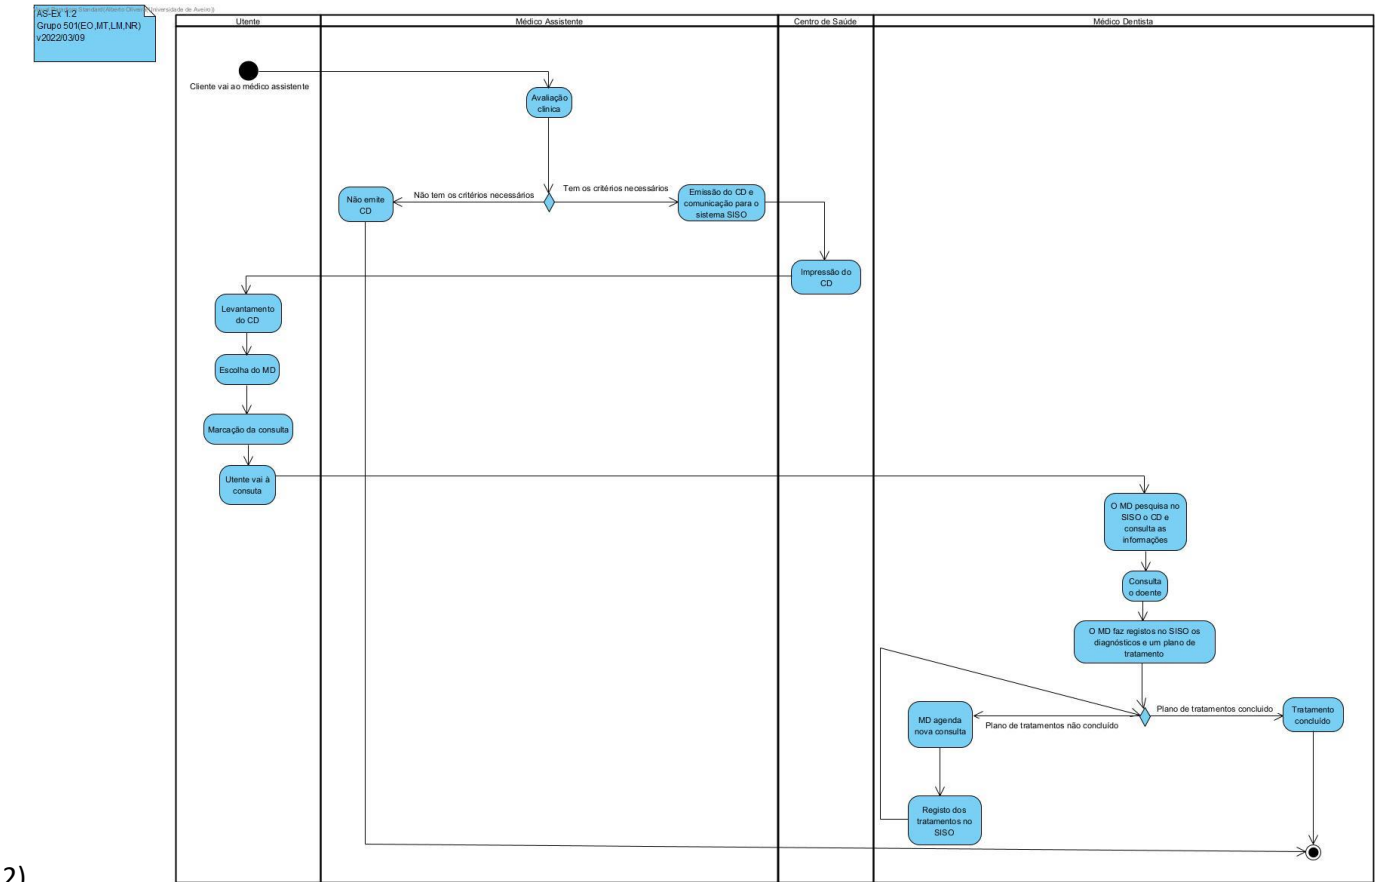 AS-Ex 1.2
Grupo 501(EO,MT,LM,NR)
v2022/03/09
Utente
Médico Assistente
Centro de Saúde
Médico Dentista
Cliente vai ao médico assistente
Avaliação
clínica
Não tem os critérios necessários
Tem os critérios necessários
Não emite
CD
Emissão do CD e
comunicação para o
sistema SISO
Impressão do
CD
Levantamento
do CD
Escolha do MD
Marcação da consulta
Utente vai à
consuta
O MD pesquisa no
SISO o CD e
consulta as
informações
Consulta
o doente
O MD faz registos no SISO os
diagnósticos e um plano de
tratamento
Plano de tratamentos concluido
Tratamento
concluído
MD agenda
nova consulta
Plano de tratamentos não concluído
Registo dos
tratamentos no
SISO
2)